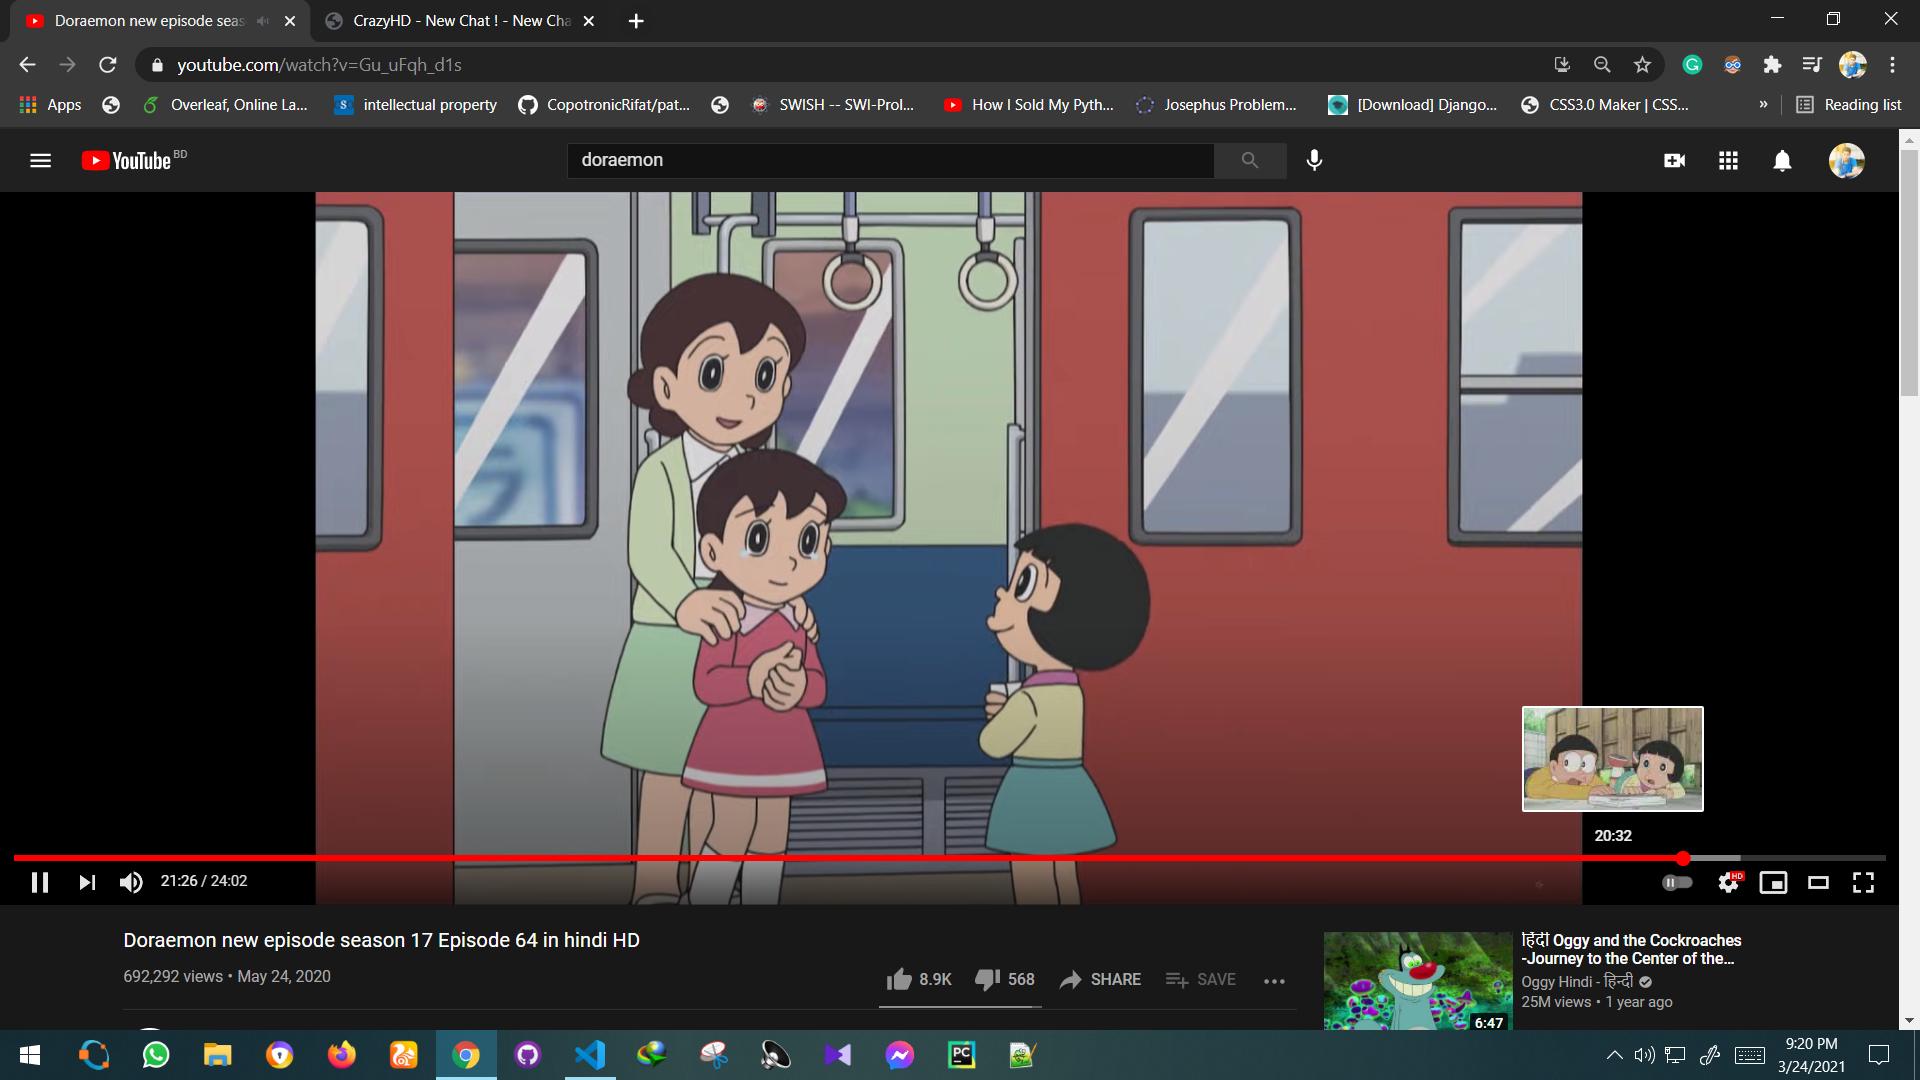 Doraemon new episode seas
CrazyHD - New Chat ! - New Cha
youtube.com/watch?v=Gu_uFqh_d1s
Apps
Overleaf, Online La...
intellectual property
CopotronicRifat/pat...
SWISH -- SWI-Prol...
How I Sold My Pyth...
Josephus Problem...
[Download] Django...
CSS3.0 Maker | CSS...
»
Reading list
YouTube BD
doraemon
20:32
21:26 / 24:02
HD
Doraemon new episode season 17 Episode 64 in hindi HD
692,292 views • May 24, 2020
8.9K
568
SHARE
SAVE
हिंदी Oggy and the Cockroaches
-Journey to the Center of the...
Oggy Hindi - हिन्दी
25M views • 1 year ago
6:47
PC
9:20 PM
3/24/2021